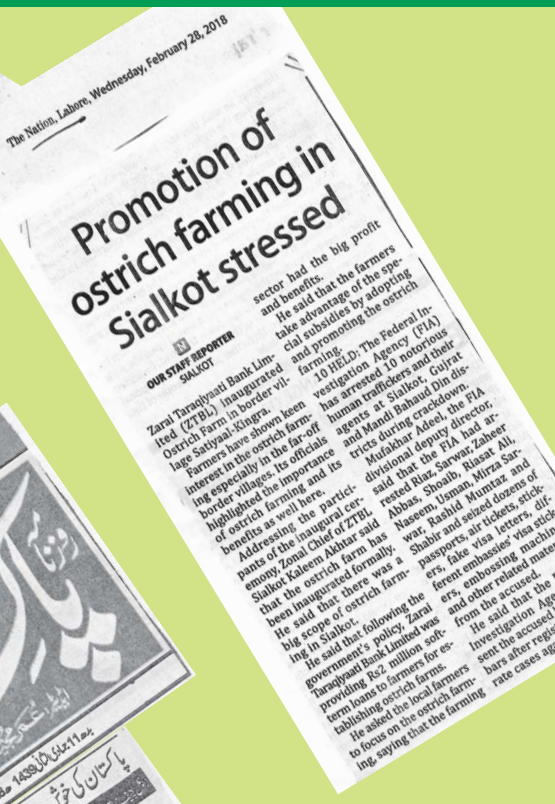 The Nation, Lahore, Wednesday, February 28, 2018
Promotion of
ostrich farming in
Sialkot stressed
N
OUR STAFF REPORTER
SIALKOT
Zarai Taraqiyaati Bank Lim-
ited (ZTBL) inaugurated
Ostrich Farm in border vil-
lage Satiyaal-Kingra.
Farmers have shown keen
interest in the ostrich farm-
ing especially in the far-off
border villages. Its officials
highlighted the importance
of ostrich farming and its
benefits as well here.
Addressing the partici-
pants of the inaugural cer-
emony, Zonal Chief of ZTBL
Sialkot Kaleem Akhtar said
that the ostrich farm has
been inaugurated formally.
He said that there was a
big scope of ostrich farm-
ing in Sialkot.
He said that following the
government's policy, Zarai
Taraqiyaati Bank Limited was
providing Rs2 million soft-
term loans to farmers for es-
tablishing ostrich farms.
He asked the local farmers
to focus on the ostrich farm-
ing, saying that the farming
sector had the big profit
and benefits.
He said that the farmers
take advantage of the spe-
cial subsidies by adopting
and promoting the ostrich
farming.
10 HELD: The Federal In-
vestigation Agency (FIA)
has arrested 10 notorious
human traffickers and their
agents at Sialkot, Gujrat
and Mandi Bahaud Din dis-
tricts during crackdown.
Mufakhar Adeel, the FIA
divisional deputy director,
said that the FIA had ar-
rested Riaz, Sarwar, Zaheer
Abbas, Shoaib, Riasat Ali,
Naseem, Usman, Mirza Sar-
war, Rashid Mumtaz and
Shabir and seized dozens of
passports, air tickets, stick-
ers, fake visa letters, dif-
ferent embassies' visa
ers, embossing
and other related
from the accused.
He said that the
Investigation
sent the accused
bars after
rate cases
روزنامہ
پاکستان کی
1439